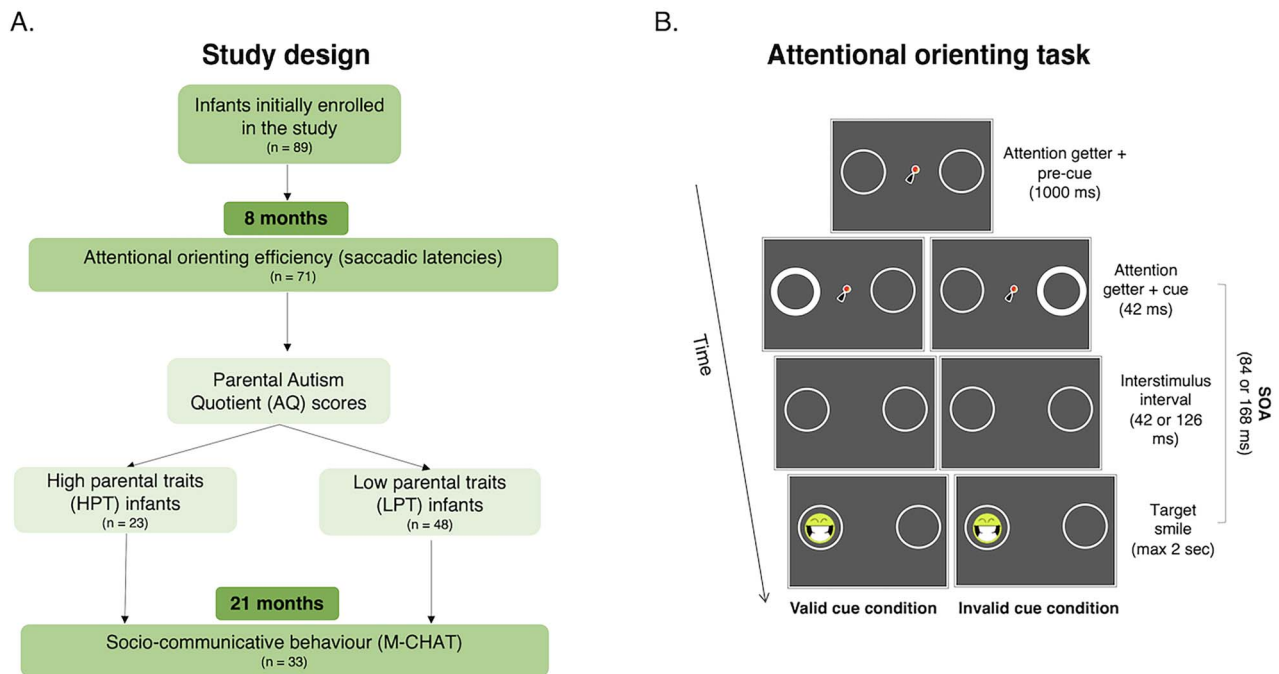 A.
Study design
Infants initially enrolled
in the study
(n = 89)
8 months
Attentional orienting efficiency (saccadic latencies)
(n = 71)
Parental Autism
Quotient (AQ) scores
High parental traits
(HPT) infants
(n = 23)
Low parental traits
(LPT) infants
(n = 48)
21 months
Socio-communicative behaviour (M-CHAT)
(n = 33)
B.
Attentional orienting task
Attention getter +
pre-cue
(1000 ms)
Attention
getter + cue
(42 ms)
Time
Interstimulus
interval
(42 or 126
ms)
SOA
(84 or 168 ms)
Target
smile
(max 2 sec)
Valid cue condition
Invalid cue condition